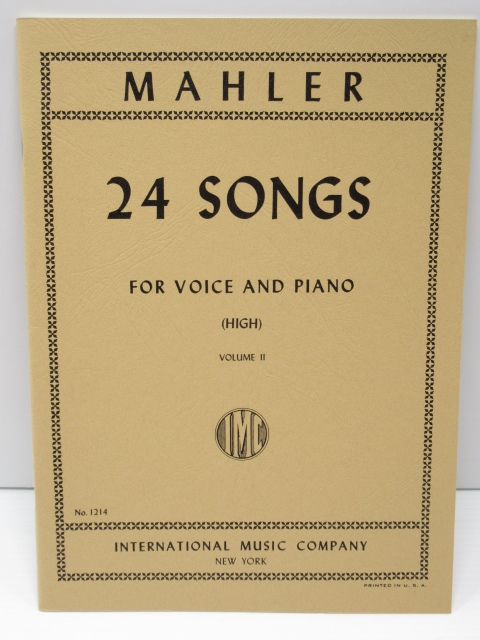 MAHLER
24 SONGS
FOR VOICE AND PIANO
(HIGH)
VOLUME II
IMC
No. 1214
INTERNATIONAL MUSIC COMPANY
NEW YORK
PRINTED IN U. S. A.